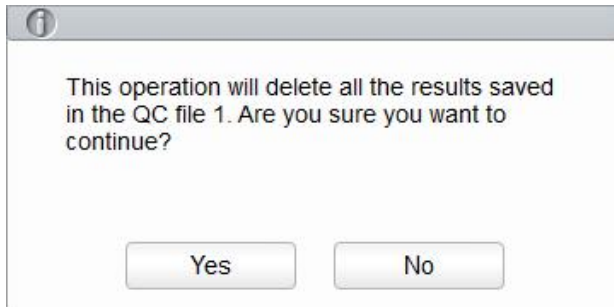 This operation will delete all the results saved
in the QC file 1. Are you sure you want to
continue?
Yes No